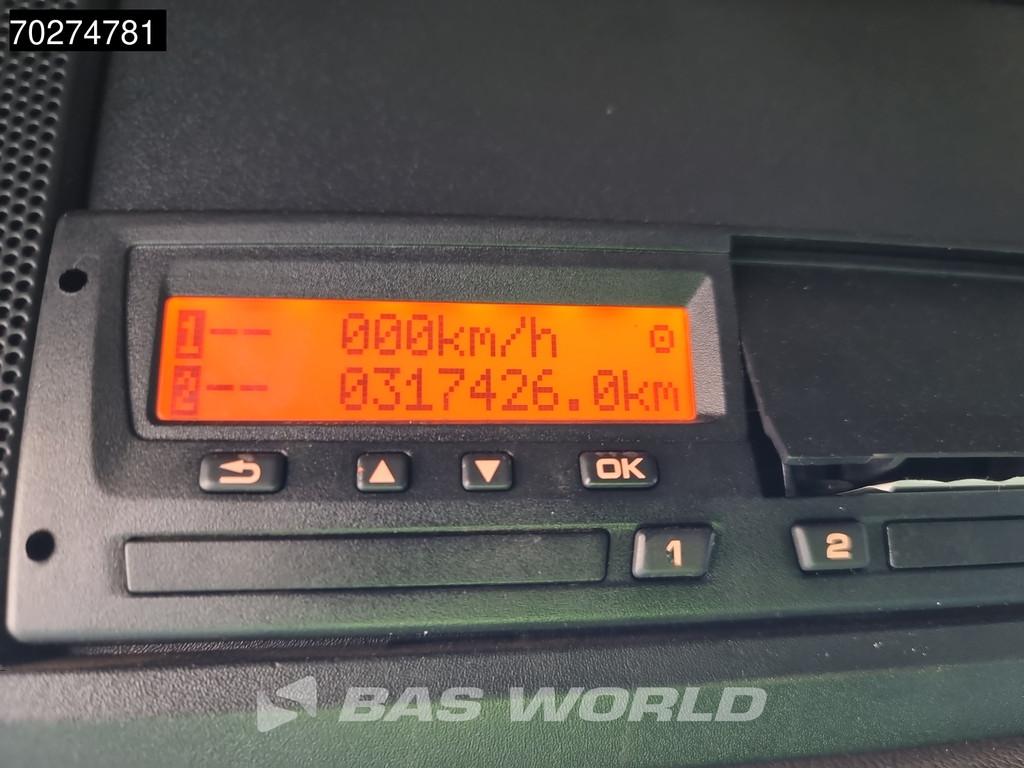 70274781
1-- 000km/h
2-- 0317426.0km
OK
1 2
BAS WORLD